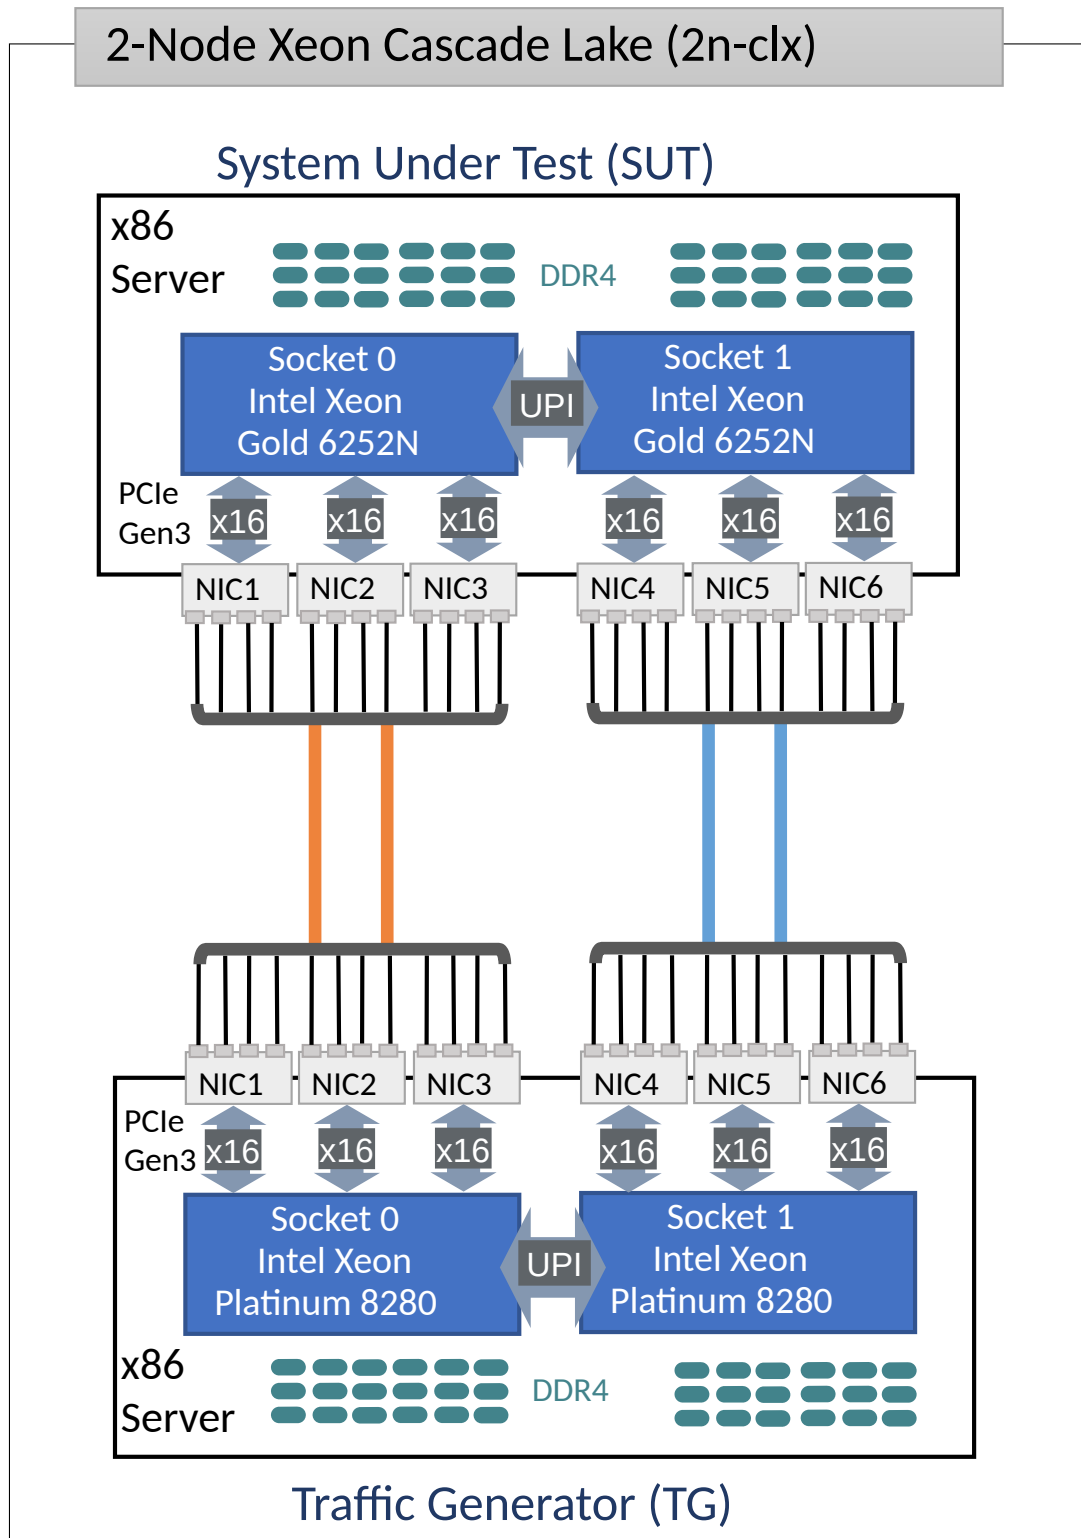 2-Node Xeon Cascade Lake (2n-clx)
System Under Test (SUT)
x86
Server
DDR4
Socket 0
Intel Xeon
Gold 6252N
UPI
Socket 1
Intel Xeon
Gold 6252N
PCIe
Gen3
x16
x16
x16
x16
x16
x16
NIC1
NIC2
NIC3
NIC4
NIC5
NIC6
NIC1
NIC2
NIC3
NIC4
NIC5
NIC6
PCIe
Gen3
x16
x16
x16
x16
x16
x16
Socket 0
Intel Xeon
Platinum 8280
UPI
Socket 1
Intel Xeon
Platinum 8280
x86
Server
DDR4
Traffic Generator (TG)